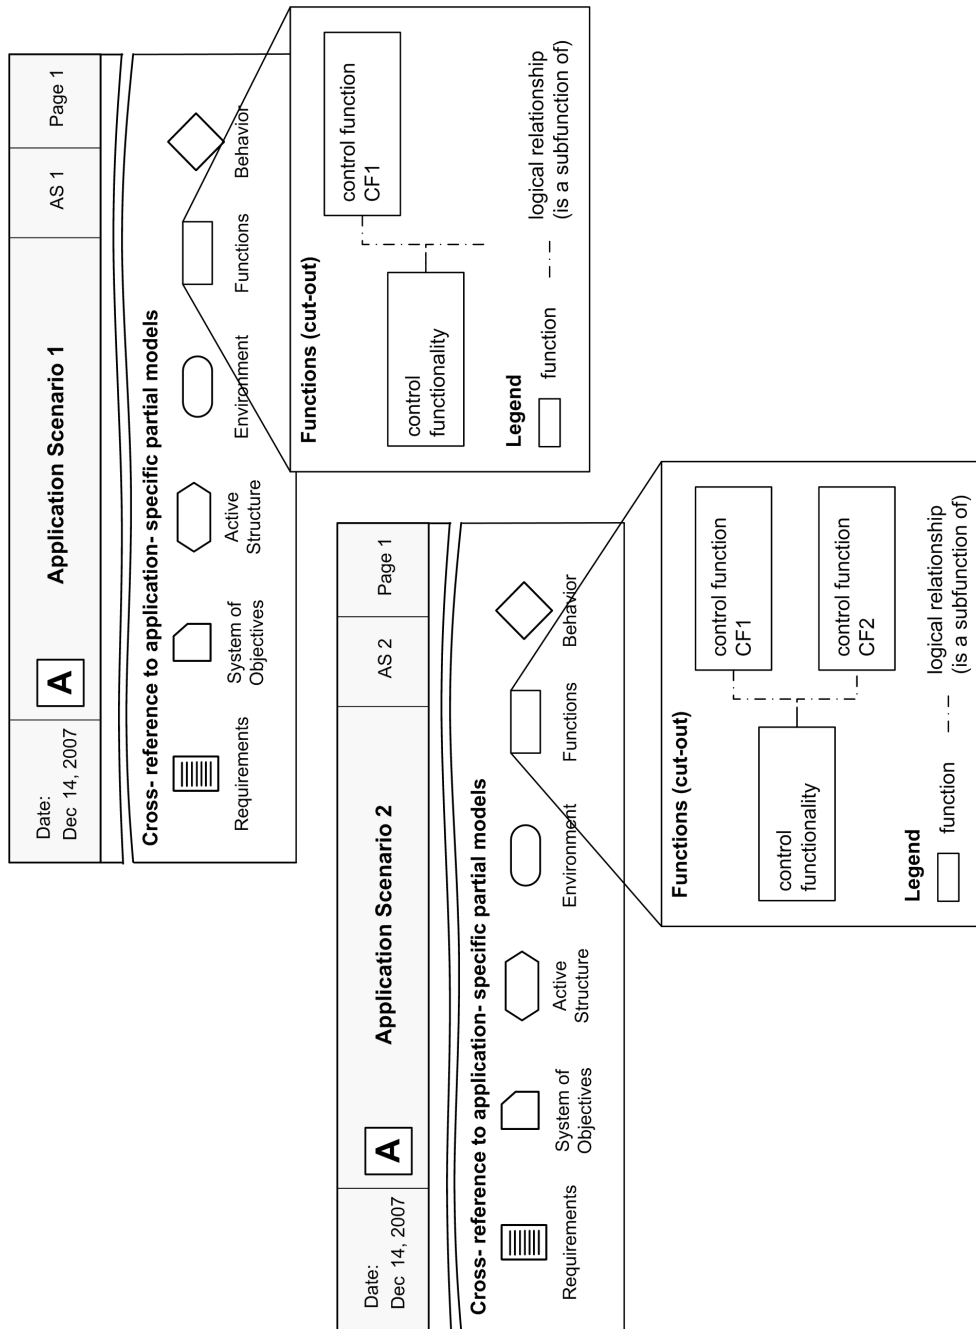 Date:
Dec 14, 2007
A
Application Scenario 1
AS 1
Page 1
Cross- reference to application- specific partial models
Requirements
System of
Objectives
Active
Structure
Environment
Functions
Behavior
Functions (cut-out)
control
functionality
control function
CF1
Legend
function
logical relationship
(is a subfunction of)
Date:
Dec 14, 2007
A
Application Scenario 2
AS 2
Page 1
Cross- reference to application- specific partial models
Requirements
System of
Objectives
Active
Structure
Environment
Functions
Behavior
Functions (cut-out)
control
functionality
control function
CF1
control function
CF2
Legend
function
logical relationship
(is a subfunction of)